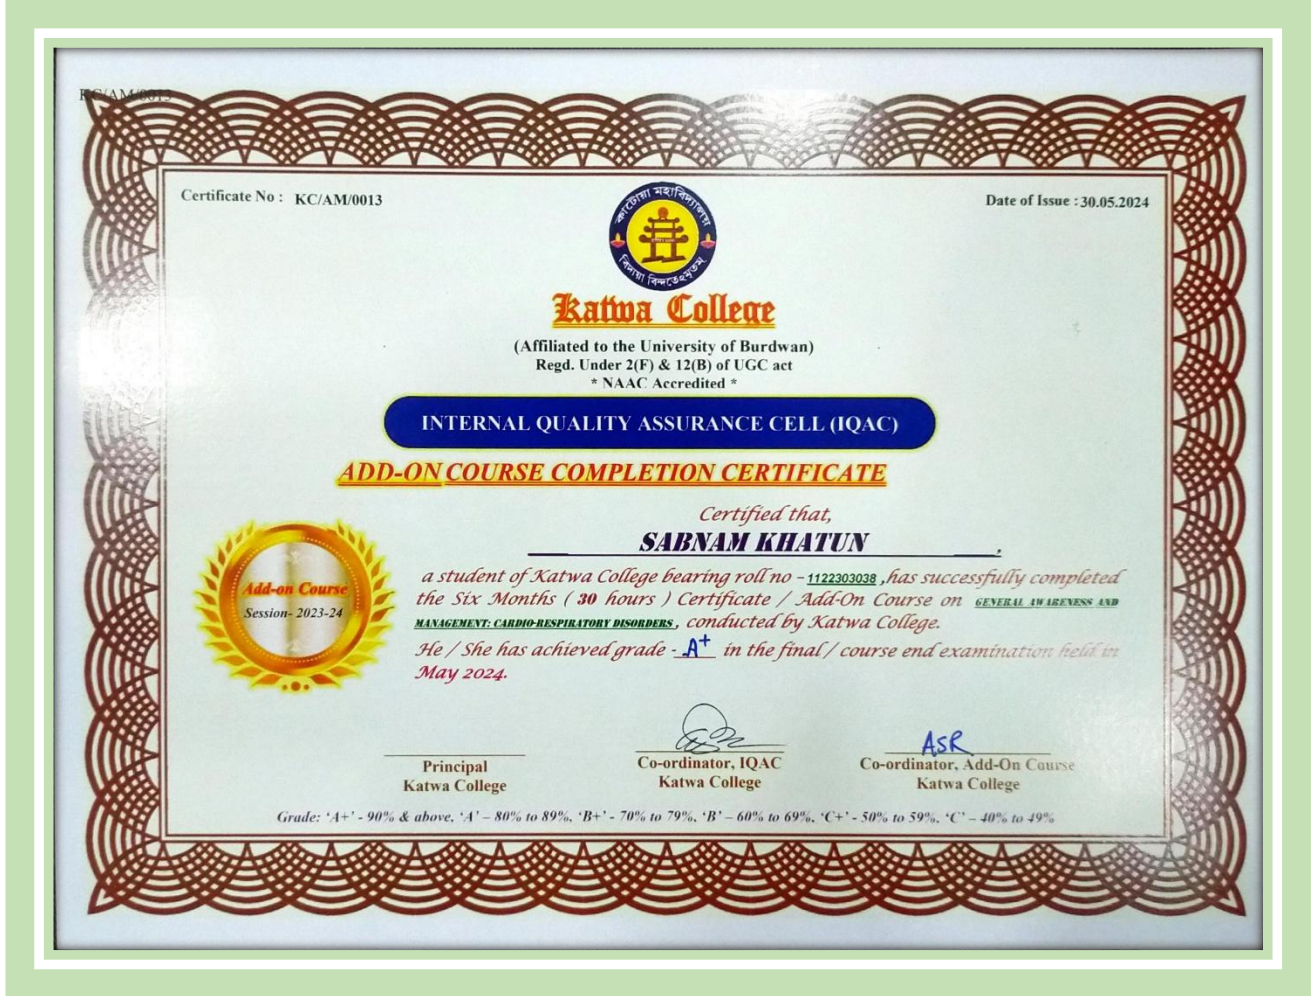 KC/AM/0013
Certificate No : KC/AM/0013
Date of Issue : 30.05.2024
কাটোয়া মহাবিদ্যালয়
Katwa College
(Affiliated to the University of Burdwan)
Regd. Under 2(F) & 12(B) of UGC act
* NAAC Accredited *
INTERNAL QUALITY ASSURANCE CELL (IQAC)
ADD-ON COURSE COMPLETION CERTIFICATE
Certified that,
SABNAM KHATUN,
Add-on Course
Session- 2023-24
a student of Katwa College bearing roll no – 1122303038 ,has successfully completed
the Six Months ( 30 hours ) Certificate / Add-On Course on GENERAL AWARENESS AND
MANAGEMENT: CARDIO-RESPIRATORY DISORDERS , conducted by Katwa College.
He / She has achieved grade - A+ in the final / course end examination held in
May 2024.
ASR
Principal
Katwa College
Co-ordinator, IQAC
Katwa College
Co-ordinator, Add-On Course
Katwa College
Grade: ‘A+’ - 90% & above, ‘A’ – 80% to 89%, ‘B+’ - 70% to 79%, ‘B’ – 60% to 69%, ‘C+’ - 50% to 59%, ‘C’ – 40% to 49%